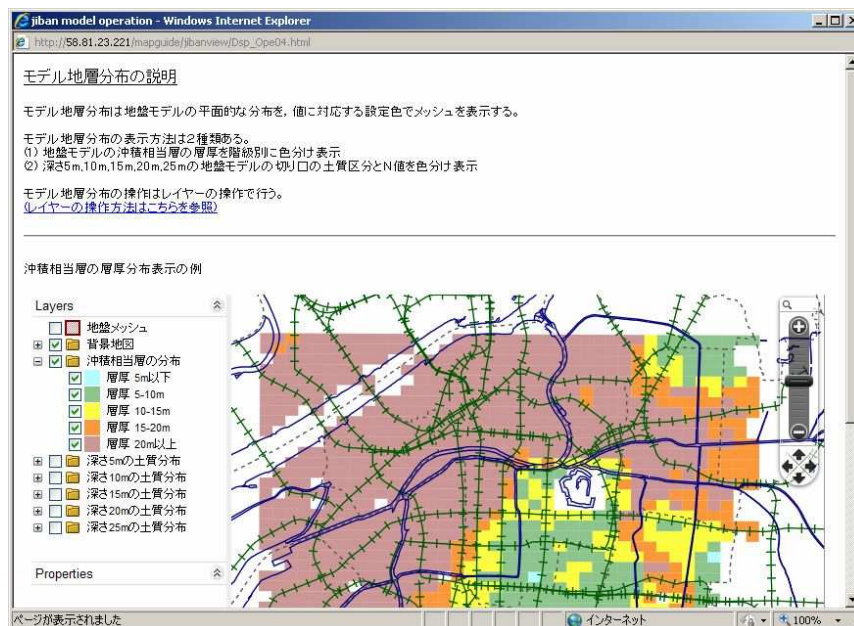 jiban model operation - Windows Internet Explorer
http://58.81.23.221/mapguide/jibanview/Dsp_Ope04.html
モデル地層分布の説明
モデル地層分布は地盤モデルの平面的な分布を，値に対応する設定色でメッシュを表示する。
モデル地層分布の表示方法は2種類ある。
(1) 地盤モデルの沖積相当層の層厚を階級別に色分け表示
(2) 深さ5m,10m,15m,20m,25mの地盤モデルの切り口の土質区分とN値を色分け表示
モデル地層分布の操作はレイヤーの操作で行う。
(レイヤーの操作方法はこちらを参照)
沖積相当層の層厚分布表示の例
Layers
地盤メッシュ
背景地図
沖積相当層の分布
層厚 5m以下
層厚 5-10m
層厚 10-15m
層厚 15-20m
層厚 20m以上
深さ5mの土質分布
深さ10mの土質分布
深さ15mの土質分布
深さ20mの土質分布
深さ25mの土質分布
Properties
ページが表示されました
インターネット
100%